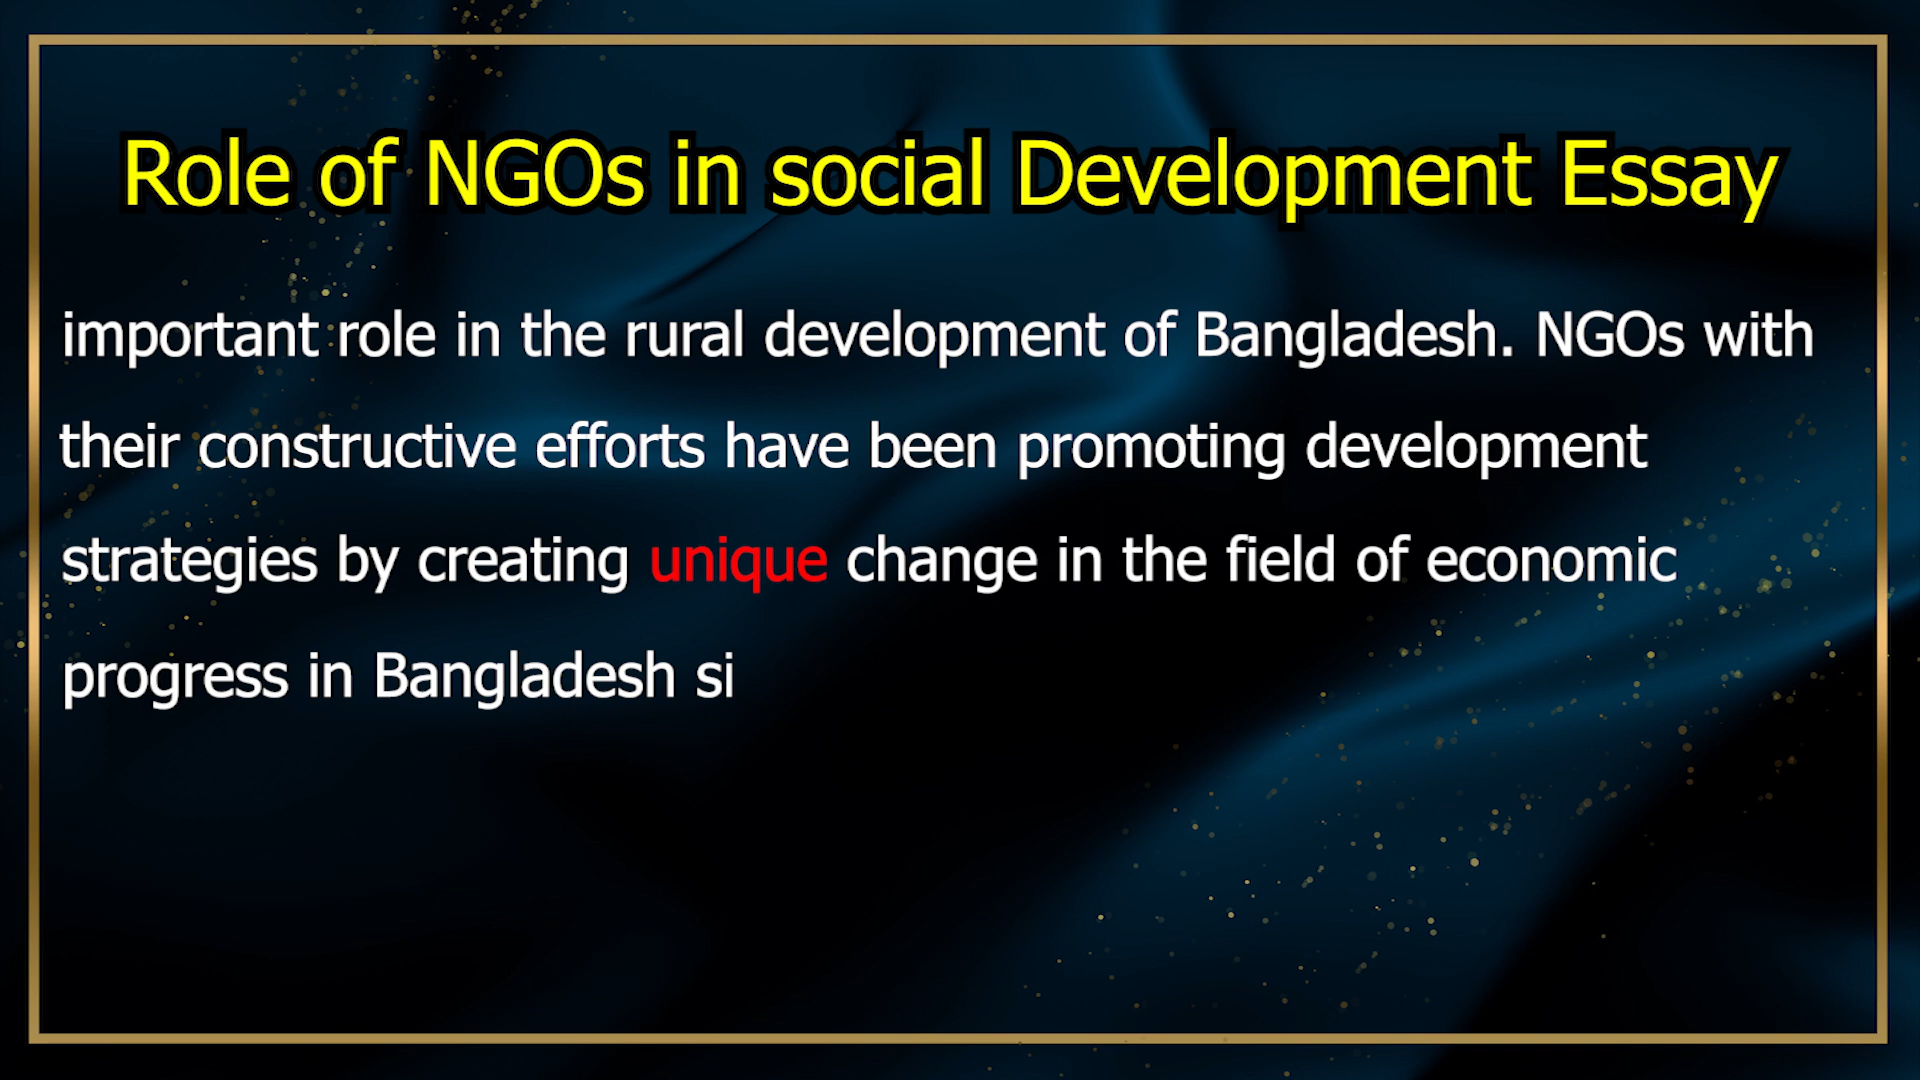 Role of NGOs in social Development Essay
important role in the rural development of Bangladesh. NGOs with
their constructive efforts have been promoting development
strategies by creating unique change in the field of economic
progress in Bangladesh si